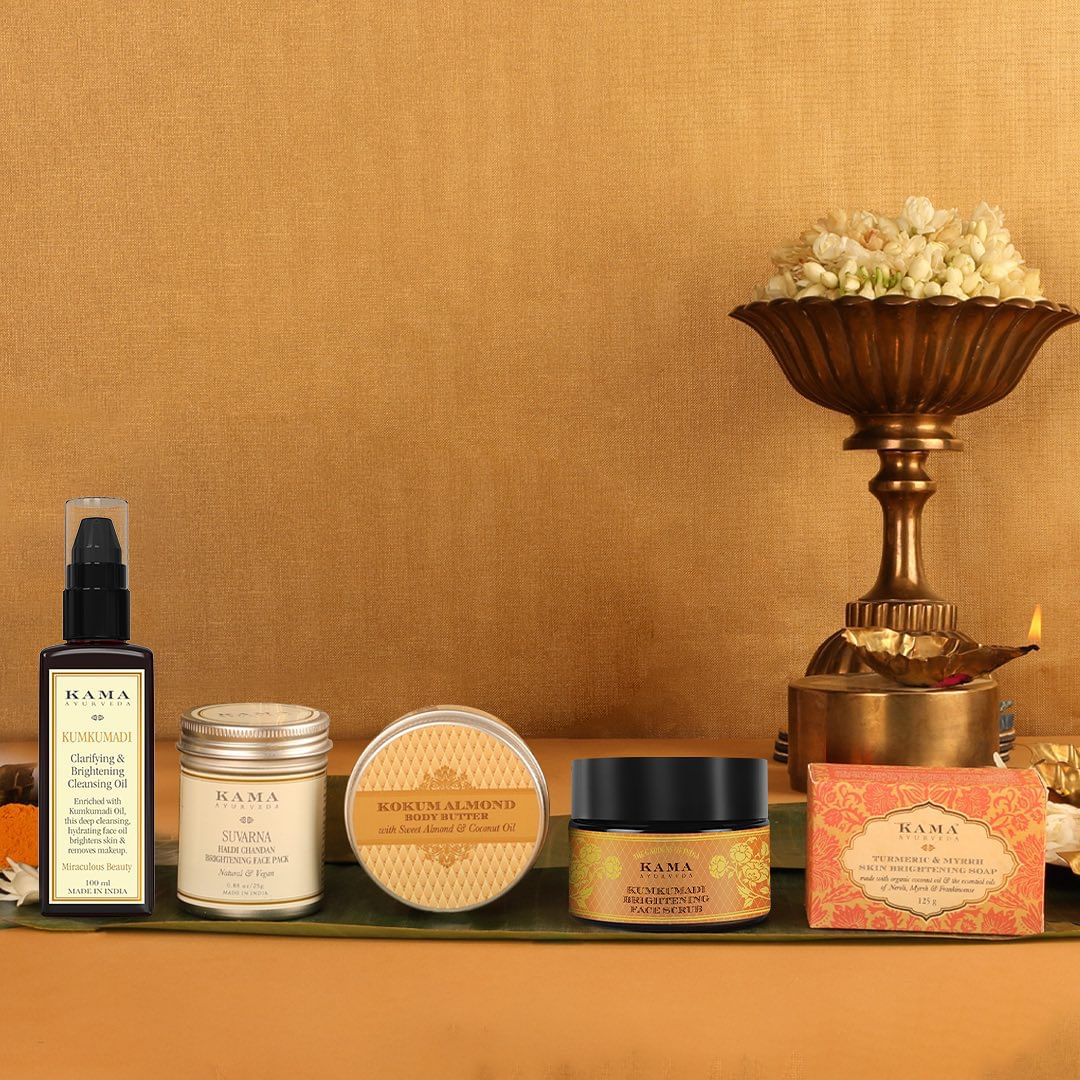 KAMA
AYURVEDA
KUMKUMADI
Clarifying &
Brightening
Cleansing Oil
Enriched with
Kumkumadi Oil,
this deep cleansing,
hydrating face oil
brightens skin &
removes makeup.
Miraculous Beauty
100 ml
MADE IN INDIA
KAMA
AYURVEDA
SUVARNA
HALDI CHANDAN
BRIGHTENING FACE PACK
Natural & Vegan
0.88 oz/25g
MADE IN INDIA
KOKUM ALMOND
BODY BUTTER
with Sweet Almond & Coconut Oil
KAMA
AYURVEDA
KUMKUMADI
BRIGHTENING
FACE SCRUB
KAMA
AYURVEDA
TURMERIC & MYRRH
SKIN BRIGHTENING SOAP
made with organic coconut oil & the essential oils
of Neroli, Myrrh & Frankincense
125 g